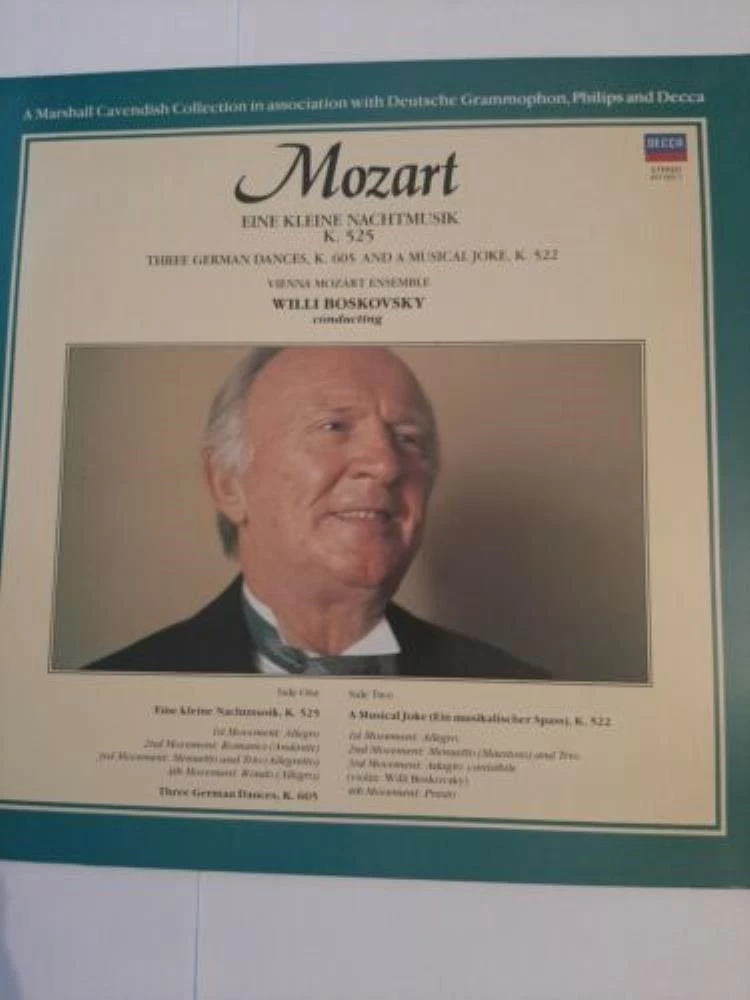 A Marshall Cavendish Collection in association with Deutsche Grammophon, Philips and Decca
DECCA
STEREO
Mozart
EINE KLEINE NACHTMUSIK
K. 525
THREE GERMAN DANCES, K. 605 AND A MUSICAL JOKE, K. 522
VIENNA MOZART ENSEMBLE
WILLI BOSKOVSKY
conducting
Side One
Eine kleine Nachtmusik, K. 525
1st Movement: Allegro
2nd Movement: Romance (Andante)
3rd Movement: Menuetto and Trio (Allegretto)
4th Movement: Rondo (Allegro)
Three German Dances, K. 605
Side Two
A Musical Joke (Ein musikalischer Spass), K. 522
1st Movement: Allegro
2nd Movement: Menuetto (Maestoso) and Trio
3rd Movement: Adagio cantabile
(violin: Willi Boskovsky)
4th Movement: Presto